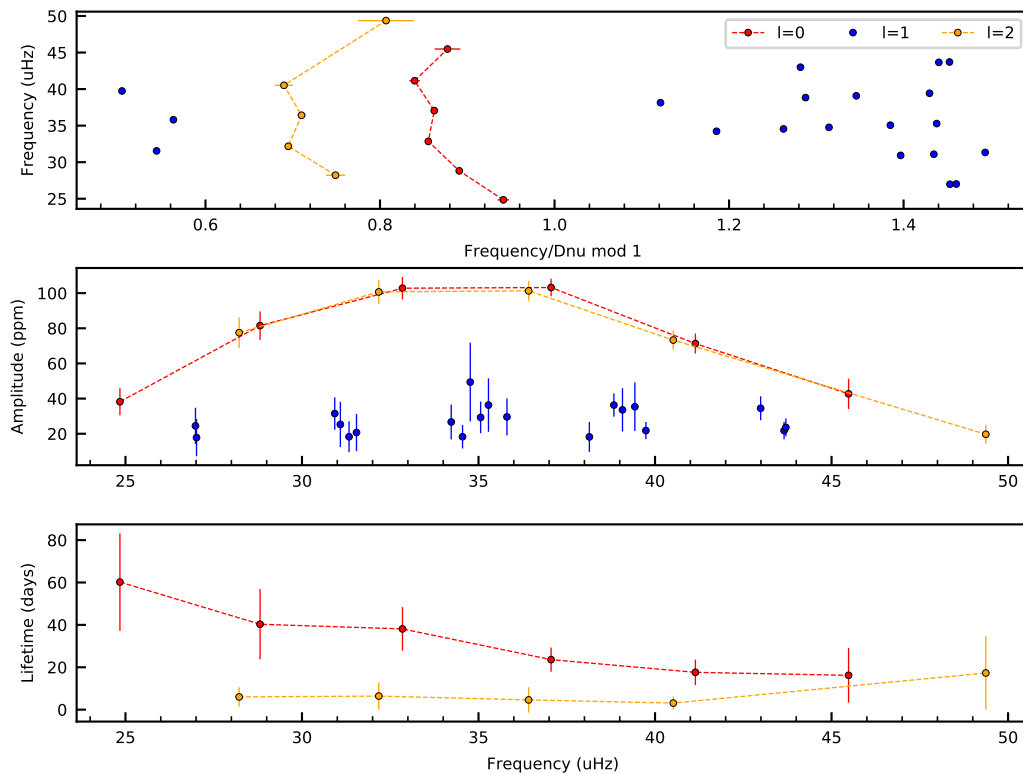 50
45
40
35
30
25
Frequency (uHz)
l=0 l=1 l=2
0.6 0.8 1.0 1.2 1.4
Frequency/Dnu mod 1
100
80
60
40
20
Amplitude (ppm)
25 30 35 40 45 50
80
60
40
20
0
Lifetime (days)
25 30 35 40 45 50
Frequency (uHz)